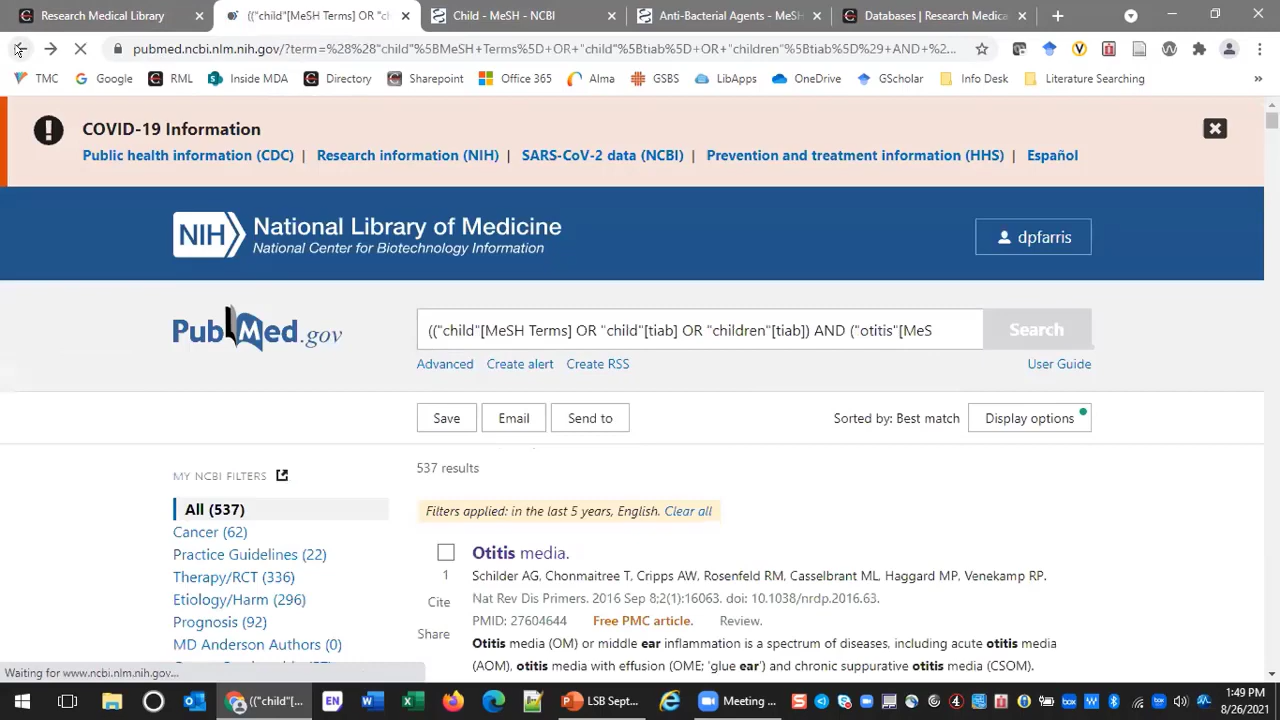 Research Medical Library
(("child"[MeSH Terms] OR "cl
Child - MeSH - NCBI
Anti-Bacterial Agents - MeSH
Databases | Research Medica
pubmed.ncbi.nlm.nih.gov/?term=%28%28"child"%5BMeSH Terms%5D+OR+"child"%5Btiab%5D+OR+"children"%5Btiab%5D%29+AND+%2...
TMC
Google
RML
Inside MDA
Directory
Sharepoint
Office 365
Alma
GSBS
LibApps
OneDrive
GScholar
Info Desk
Literature Searching
»
COVID-19 Information
Public health information (CDC) | Research information (NIH) | SARS-CoV-2 data (NCBI) | Prevention and treatment information (HHS) | Español
NIH National Library of Medicine
National Center for Biotechnology Information
dpfarris
PubMed.gov
(("child"[MeSH Terms] OR "child"[tiab] OR "children"[tiab]) AND ("otitis"[MeS
Search
Advanced Create alert Create RSS
User Guide
Save
Email
Send to
Sorted by: Best match
Display options
MY NCBI FILTERS
All (537)
Cancer (62)
Practice Guidelines (22)
Therapy/RCT (336)
Etiology/Harm (296)
Prognosis (92)
MD Anderson Authors (0)
537 results
Filters applied: in the last 5 years, English. Clear all
1
Cite
Share
Otitis media.
Schilder AG, Chonmaitree T, Cripps AW, Rosenfeld RM, Casselbrant ML, Haggard MP, Venekamp RP.
Nat Rev Dis Primers. 2016 Sep 8;2(1):16063. doi: 10.1038/nrdp.2016.63.
PMID: 27604644 Free PMC article. Review.
Otitis media (OM) or middle ear inflammation is a spectrum of diseases, including acute otitis media
(AOM), otitis media with effusion (OME; 'glue ear') and chronic suppurative otitis media (CSOM).
Waiting for www.ncbi.nlm.nih.gov...
(("child"[...
EN
LSB Sept...
Meeting ...
1:49 PM
8/26/2021